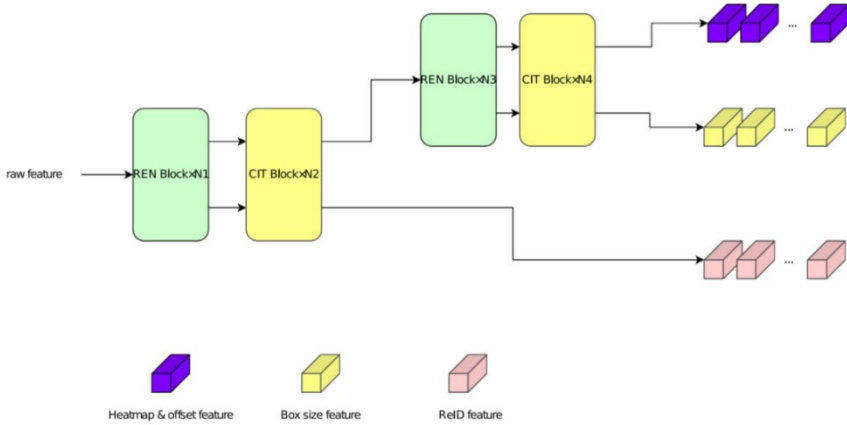 REN Block×N3
CIT Block×N4
...
...
raw feature
REN Block×N1
CIT Block×N2
...
Heatmap & offset feature
Box size feature
ReID feature